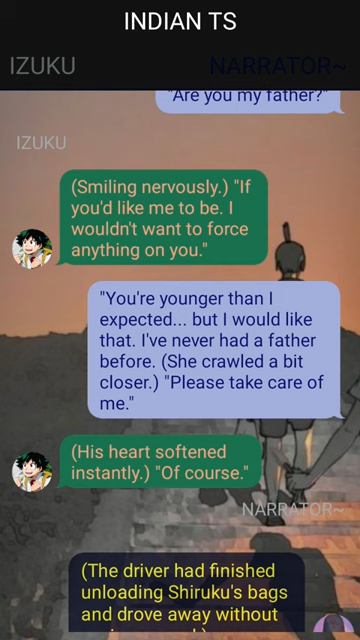 INDIAN TS
IZUKU NARRATOR~
"Are you my father?"
IZUKU
(Smiling nervously.) "If
you'd like me to be. I
wouldn't want to force
anything on you."
"You're younger than I
expected... but I would like
that. I've never had a father
before. (She crawled a bit
closer.) "Please take care of
me."
(His heart softened
instantly.) "Of course."
NARRATOR~
(The driver had finished
unloading Shiruku's bags
and drove away without